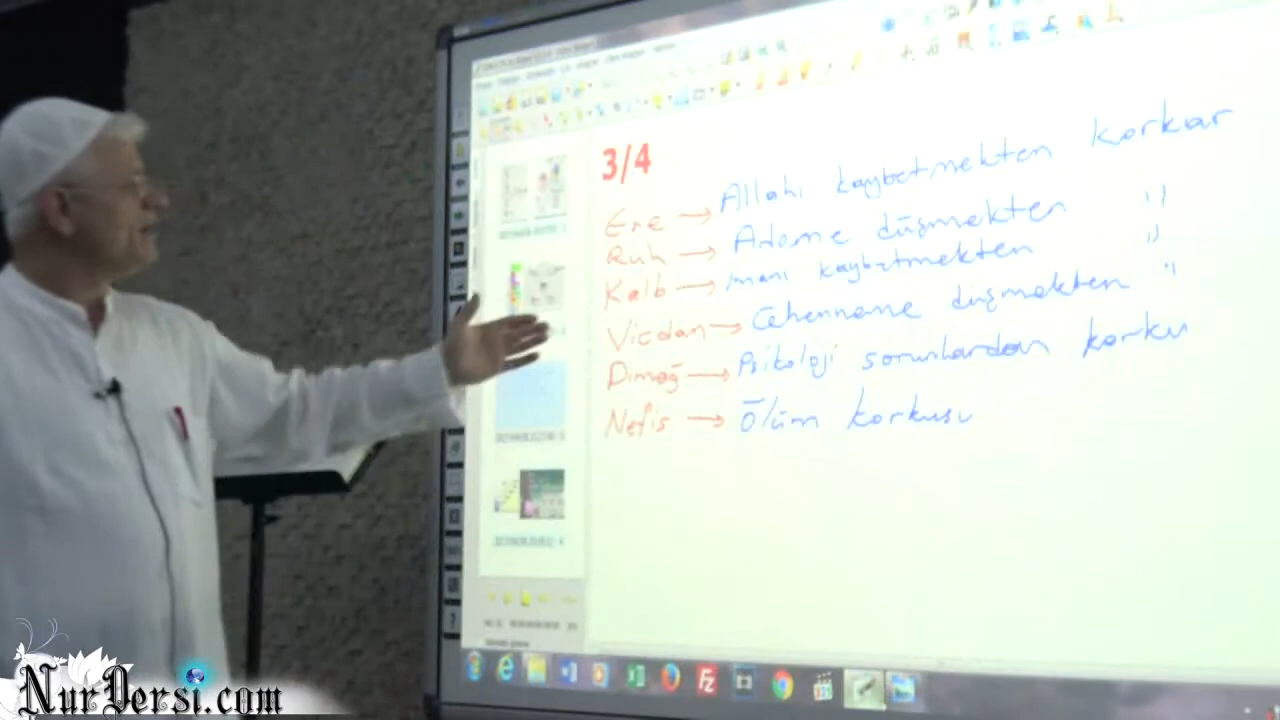 3/4
Ene → Allahı kaybetmekten korkar
Ruh → Ademe düşmekten "
Kalb → imanı kaybetmekten "
Vicdan → Cehenneme düşmekten "
Dimağ → Psikoloji sorunlardan korku
Nefis → ölüm korkusu
NurDersi.com